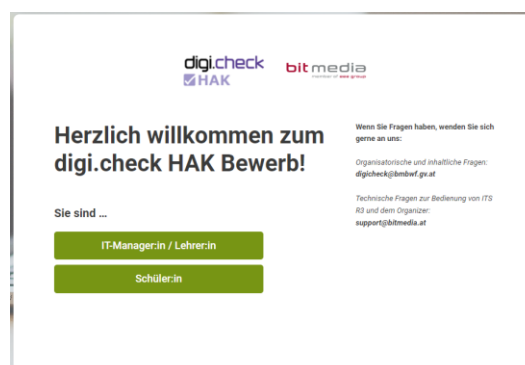 digi.check
HAK
bit media
member of eee group
Herzlich willkommen zum
digi.check HAK Bewerb!
Sie sind ...
IT-Manager:in / Lehrer:in
Schüler:in
Wenn Sie Fragen haben, wenden Sie sich
gerne an uns:
Organisatorische und inhaltliche Fragen:
digicheck@bmbwf.gv.at
Technische Fragen zur Bedienung von ITS
R3 und dem Organizer:
support@bitmedia.at